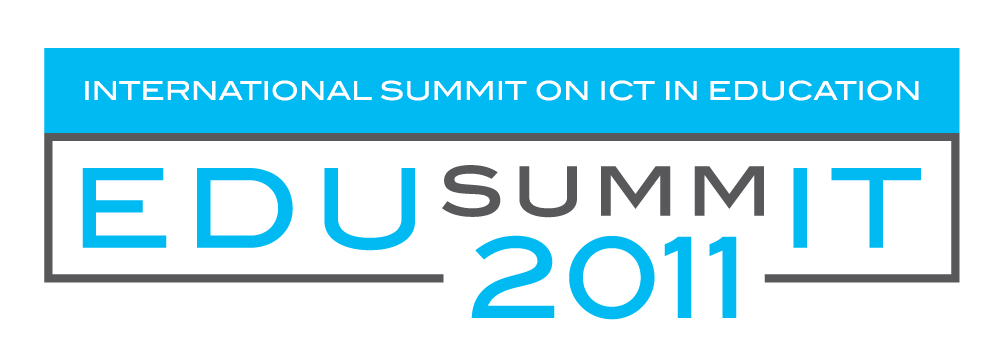 INTERNATIONAL SUMMIT ON ICT IN EDUCATION
EDUSUMMIT
2011